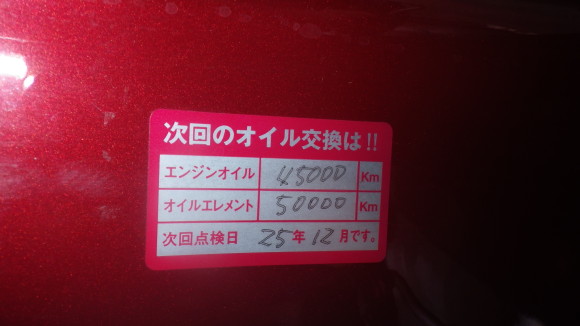 次回のオイル交換は!!
エンジンオイル 45000 Km
オイルエレメント 50000 Km
次回点検日 25年12月です。